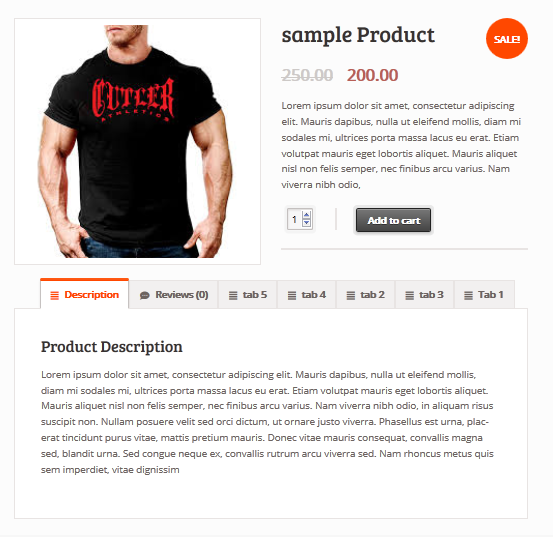 CUTLER
ATHLETICS
sample Product
SALE!
250.00 200.00
Lorem ipsum dolor sit amet, consectetur adipiscing
elit. Mauris dapibus, nulla ut eleifend mollis, diam mi
sodales mi, ultrices porta massa lacus eu erat. Etiam
volutpat mauris eget lobortis aliquet. Mauris aliquet
nisl non felis semper, nec finibus arcu varius. Nam
viverra nibh odio,
1 Add to cart
Description Reviews (0) tab 5 tab 4 tab 2 tab 3 Tab 1
Product Description
Lorem ipsum dolor sit amet, consectetur adipiscing elit. Mauris dapibus, nulla ut eleifend mollis,
diam mi sodales mi, ultrices porta massa lacus eu erat. Etiam volutpat mauris eget lobortis aliquet.
Mauris aliquet nisl non felis semper, nec finibus arcu varius. Nam viverra nibh odio, in aliquam risus
suscipit non. Nullam posuere velit sed orci dictum, ut ornare justo viverra. Phasellus est urna, plac-
erat tincidunt purus vitae, mattis pretium mauris. Donec vitae mauris consequat, convallis magna
sed, blandit urna. Sed congue neque ex, convallis rutrum arcu viverra sed. Nam rhoncus metus quis
sem imperdiet, vitae dignissim